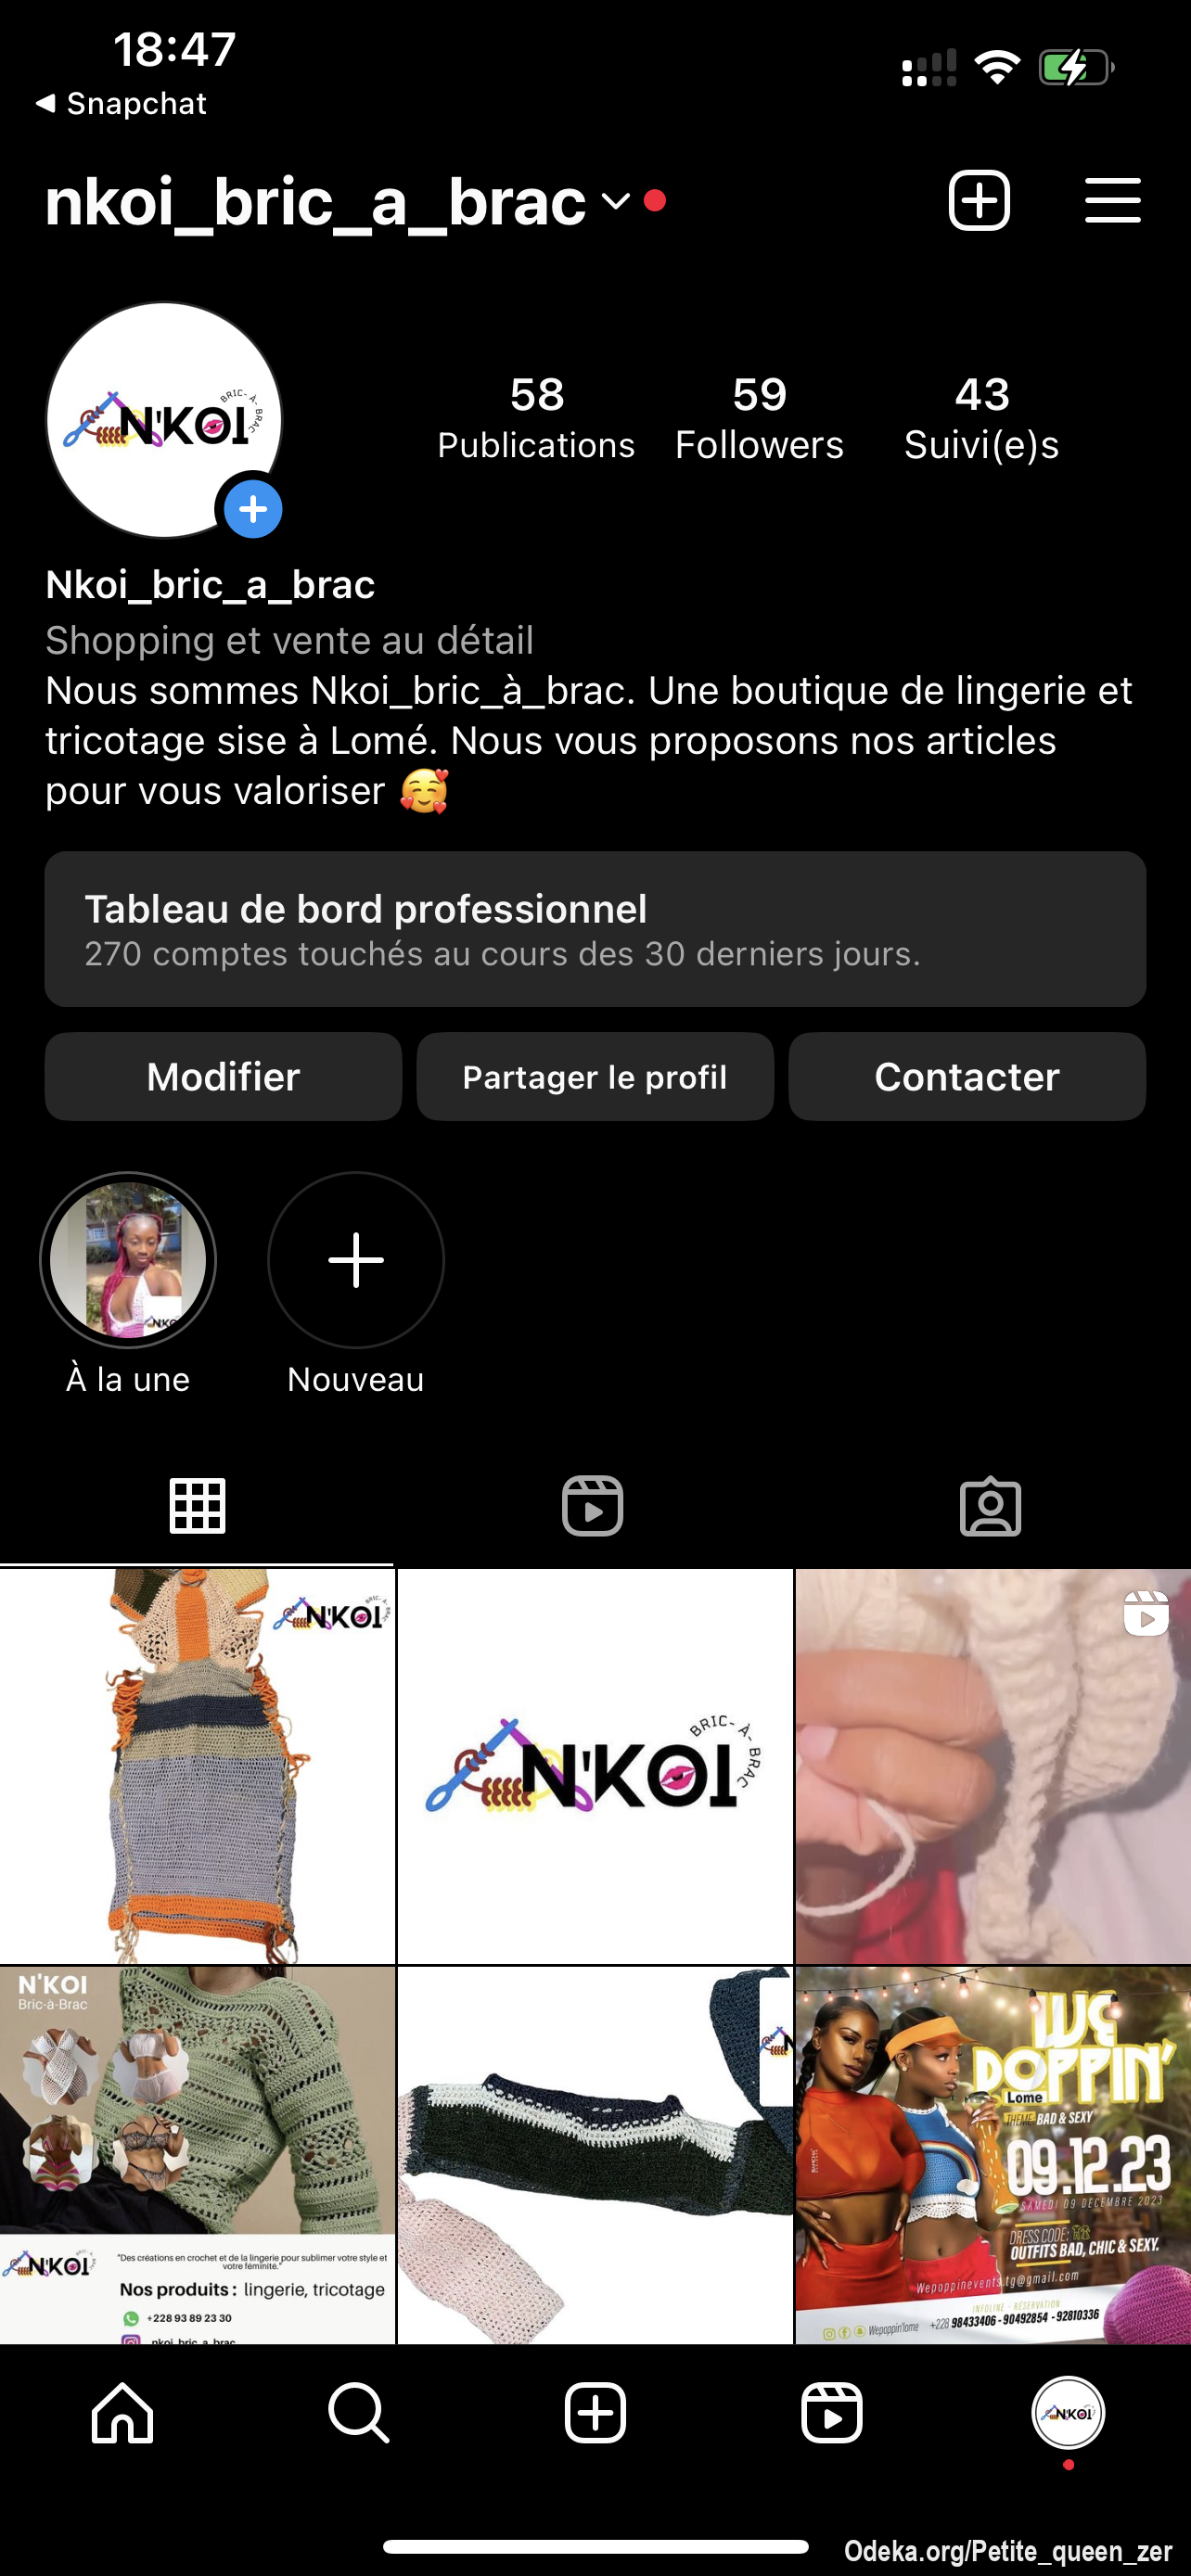 18:47
Snapchat
nkoi_bric_a_brac
N'KOI
BRIC-À-BRAC
58
Publications
59
Followers
43
Suivi(e)s
Nkoi_bric_a_brac
Shopping et vente au détail
Nous sommes Nkoi_bric_à_brac. Une boutique de lingerie et
tricotage sise à Lomé. Nous vous proposons nos articles
pour vous valoriser 🥰
Tableau de bord professionnel
270 comptes touchés au cours des 30 derniers jours.
Modifier
Partager le profil
Contacter
À la une
Nouveau
N'KOI
N'KOI
BRIC-À-BRAC
N'KOI
Bric-à-Brac
N'KOI
"Des créations en crochet et de la lingerie pour sublimer votre style et
votre féminité."
Nos produits : lingerie, tricotage
+228 93 89 23 30
nkoi_bric_a_brac
DOPPIN'
Lome
THEME: BAD & SEXY
09.12.23
SAMEDI 09 DECEMBRE 2023
DRESS CODE:
OUTFITS BAD, CHIC & SEXY.
Wepoppinevents.tg@gmail.com
INFOLINE - RÉSERVATION
Wepoppin'lome +228 98433406 - 90492854 - 92810336
N'KOI
Odeka.org/Petite_queen_zer